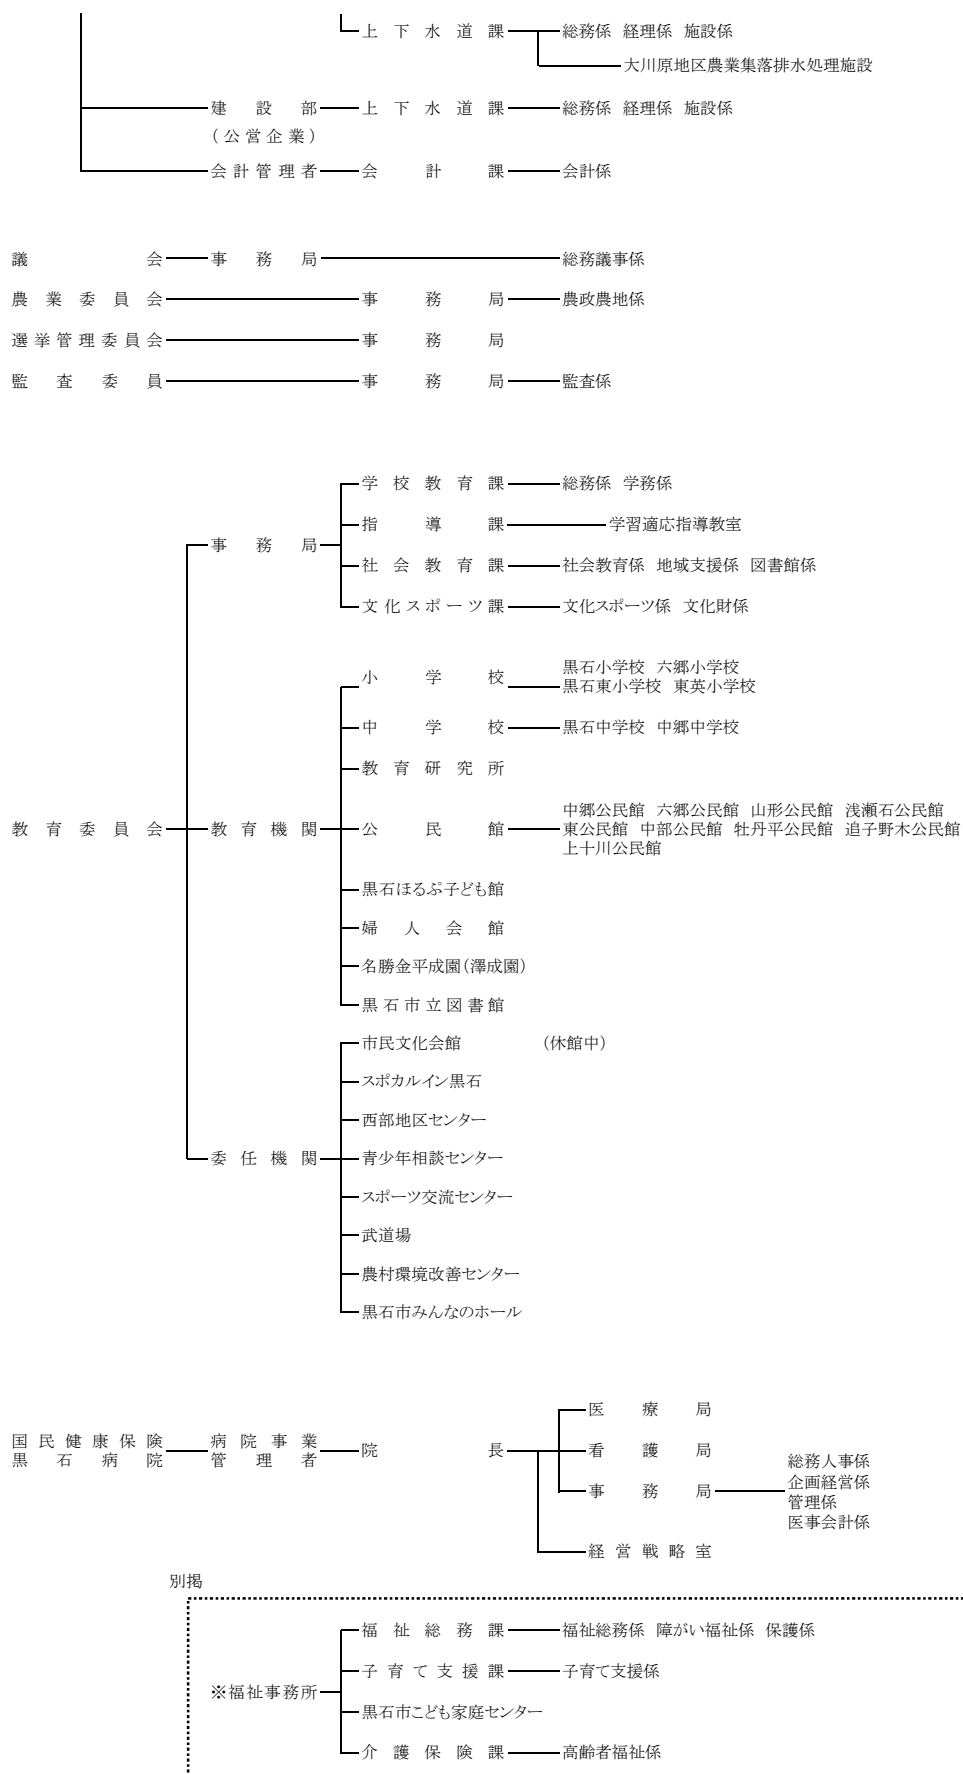 上下水道課 総務係 経理係 施設係
大川原地区農業集落排水処理施設
建設部 上下水道課 総務係 経理係 施設係
(公営企業)
会計管理者 会計課 会計係
議会 事務局 総務議事係
農業委員会 事務局 農政農地係
選挙管理委員会 事務局
監査委員 事務局 監査係
学校教育課 総務係 学務係
指導課 学習適応指導教室
事務局
社会教育課 社会教育係 地域支援係 図書館係
文化スポーツ課 文化スポーツ係 文化財係
小学校 黒石小学校 六郷小学校
黒石東小学校 東英小学校
中学校 黒石中学校 中郷中学校
教育研究所
中郷公民館 六郷公民館 山形公民館 浅瀬石公民館
教育委員会 教育機関 公民館 東公民館 中部公民館 牡丹平公民館 追子野木公民館
上十川公民館
黒石ほるぷ子ども館
婦人会館
名勝金平成園(澤成園)
黒石市立図書館
市民文化会館 (休館中)
スポカルイン黒石
西部地区センター
委任機関 青少年相談センター
スポーツ交流センター
武道場
農村環境改善センター
黒石市みんなのホール
医療局
国民健康保険 病院事業
黒石病院 管理者 院長 看護局
事務局 総務人事係
企画経営係
管理係
医事会計係
経営戦略室
別掲
福祉総務課 福祉総務係 障がい福祉係 保護係
子育て支援課 子育て支援係
※福祉事務所
黒石市こども家庭センター
介護保険課 高齢者福祉係